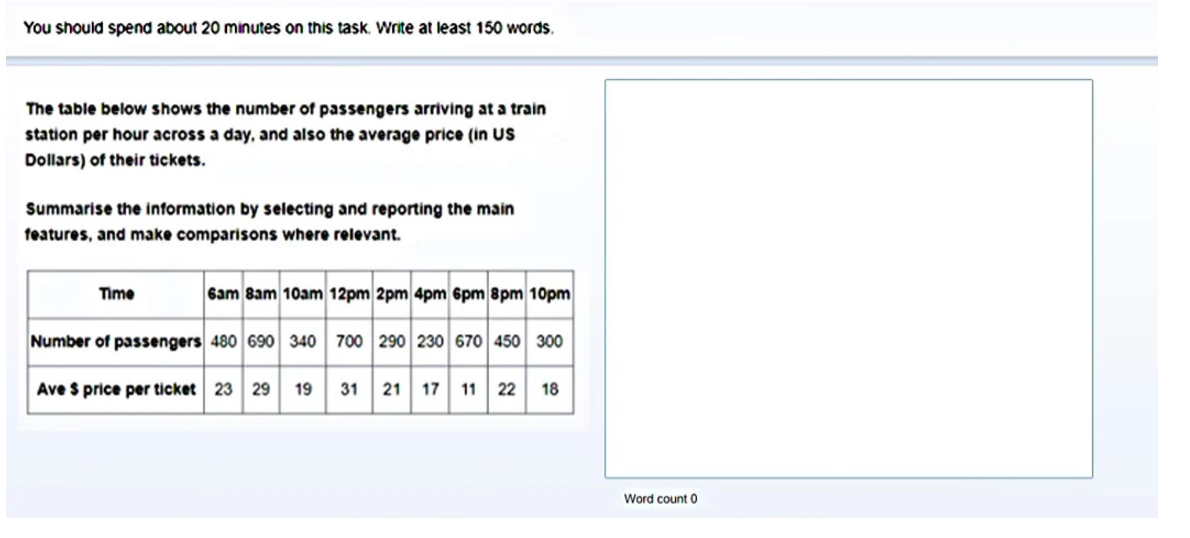 You should spend about 20 minutes on this task. Write at least 150 words.
The table below shows the number of passengers arriving at a train
station per hour across a day, and also the average price (in US
Dollars) of their tickets.
Summarise the information by selecting and reporting the main
features, and make comparisons where relevant.
Time 6am 8am 10am 12pm 2pm 4pm 6pm 8pm 10pm
Number of passengers 480 690 340 700 290 230 670 450 300
Ave $ price per ticket 23 29 19 31 21 17 11 22 18
Word count 0